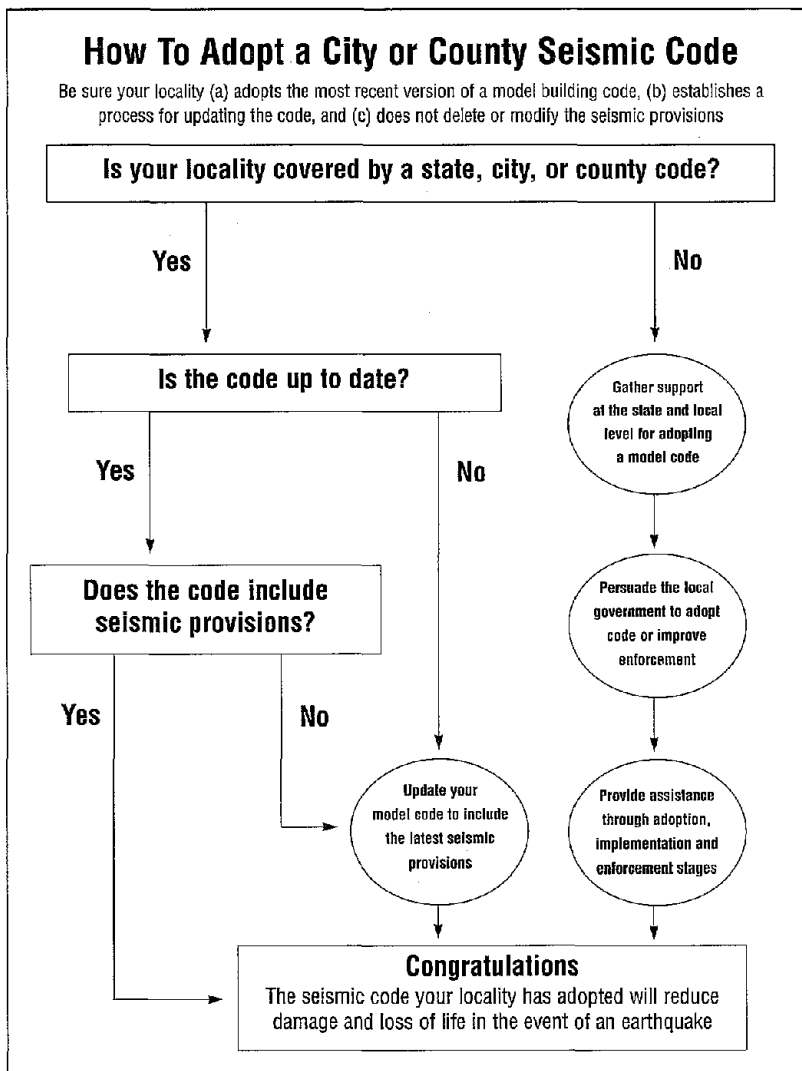 How To Adopt a City or County Seismic Code
Be sure your locality (a) adopts the most recent version of a model building code, (b) establishes a
process for updating the code, and (c) does not delete or modify the seismic provisions
Is your locality covered by a state, city, or county code?
Yes
No
Is the code up to date?
Gather support
at the state and local
level for adopting
a model code
Yes
No
Does the code include
seismic provisions?
Persuade the local
government to adopt
code or improve
enforcement
Yes
No
Update your
model code to include
the latest seismic
provisions
Provide assistance
through adoption,
implementation and
enforcement stages
Congratulations
The seismic code your locality has adopted will reduce
damage and loss of life in the event of an earthquake